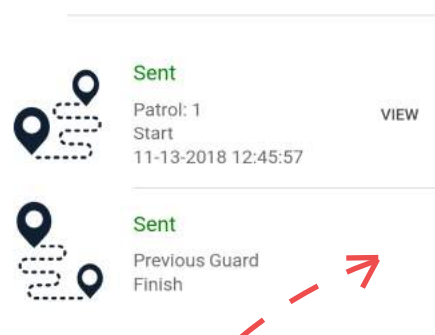 Sent
Patrol: 1
VIEW
Start
11-13-2018 12:45:57
Sent
Previous Guard
Finish